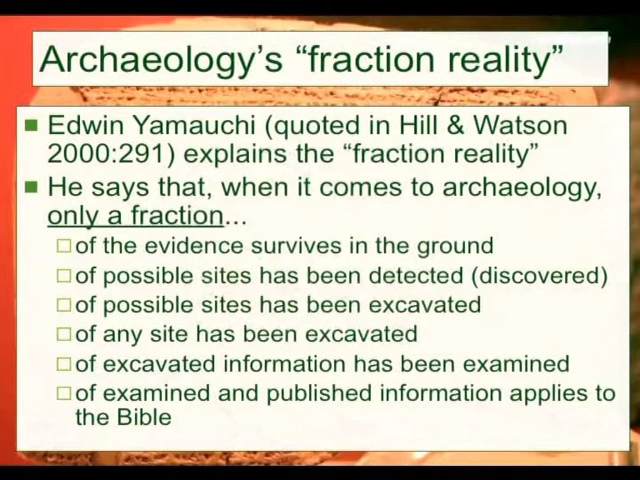 Archaeology's “fraction reality”
Edwin Yamauchi (quoted in Hill & Watson
2000:291) explains the “fraction reality”
He says that, when it comes to archaeology,
only a fraction...
of the evidence survives in the ground
of possible sites has been detected (discovered)
of possible sites has been excavated
of any site has been excavated
of excavated information has been examined
of examined and published information applies to
the Bible